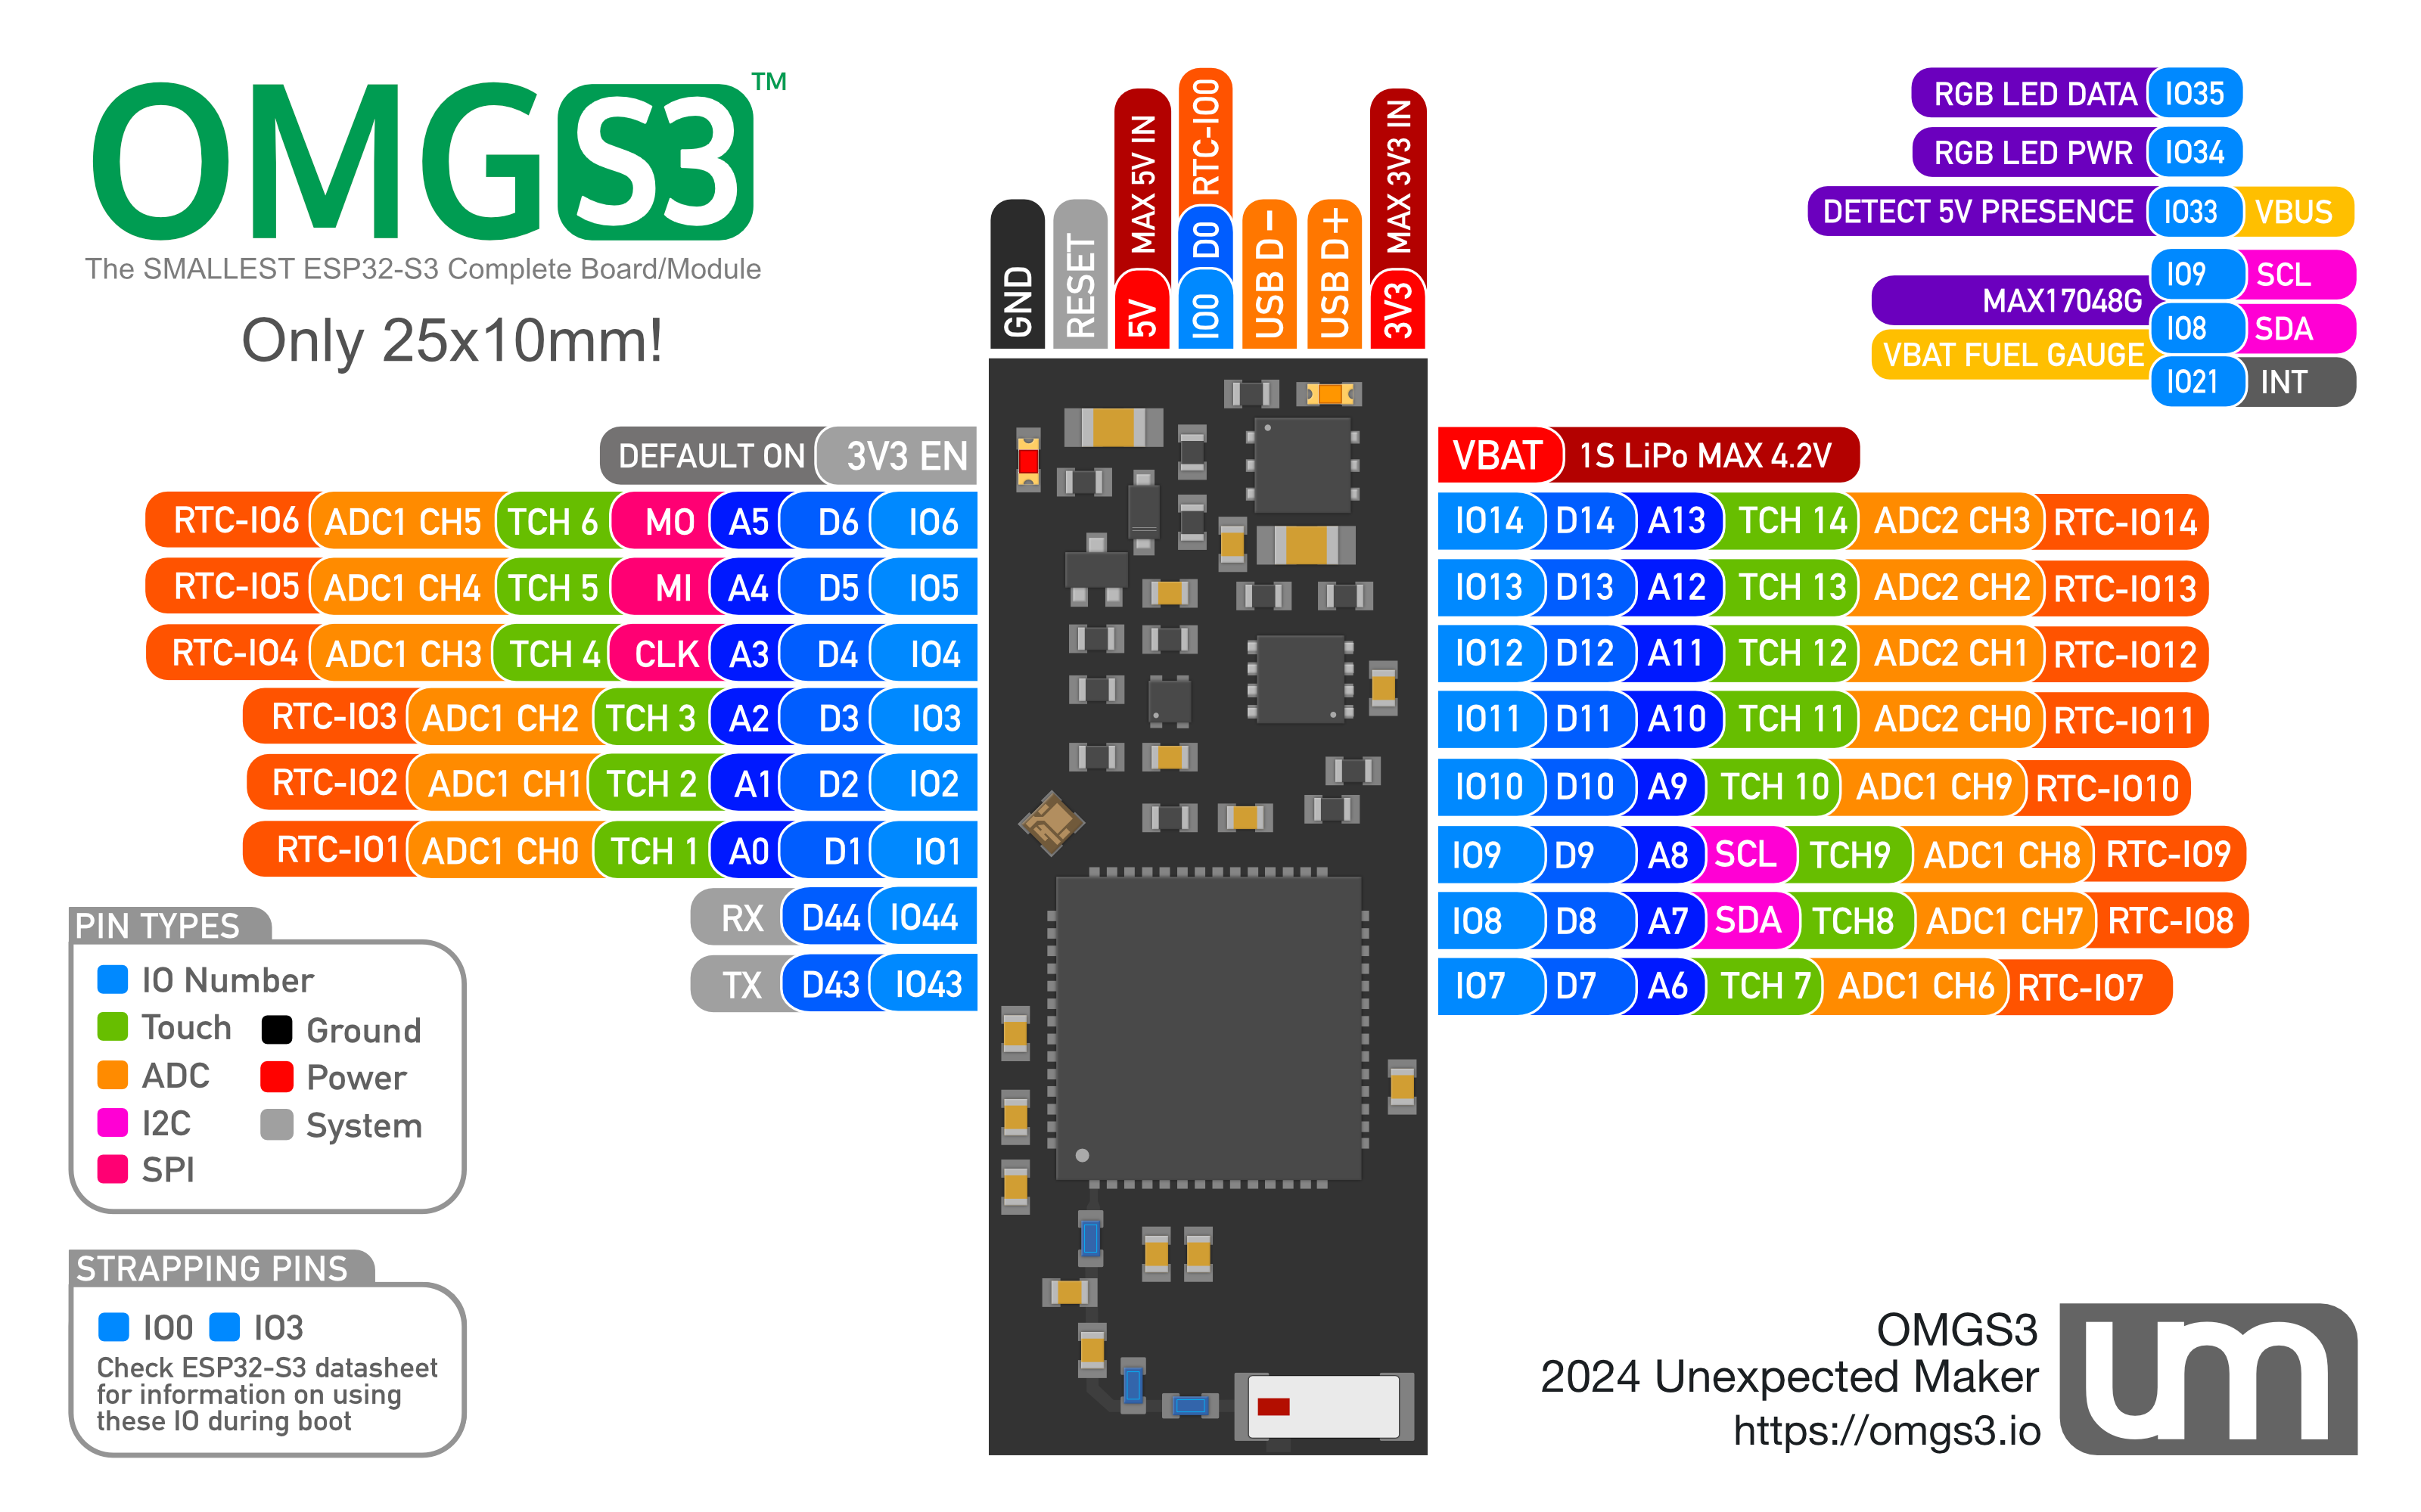 OMGS3™
The SMALLEST ESP32-S3 Complete Board/Module
Only 25x10mm!
GND
RESET
5V MAX 5V IN
IO0 D0 RTC-IO0
USB D-
USB D+
3V3 MAX 3V3 IN
RGB LED DATA IO35
RGB LED PWR IO34
DETECT 5V PRESENCE IO33 VBUS
MAX17048G
VBAT FUEL GAUGE
IO9 SCL
IO8 SDA
IO21 INT
DEFAULT ON 3V3 EN
RTC-IO6 ADC1 CH5 TCH 6 MO A5 D6 IO6
RTC-IO5 ADC1 CH4 TCH 5 MI A4 D5 IO5
RTC-IO4 ADC1 CH3 TCH 4 CLK A3 D4 IO4
RTC-IO3 ADC1 CH2 TCH 3 A2 D3 IO3
RTC-IO2 ADC1 CH1 TCH 2 A1 D2 IO2
RTC-IO1 ADC1 CH0 TCH 1 A0 D1 IO1
RX D44 IO44
TX D43 IO43
VBAT 1S LiPo MAX 4.2V
IO14 D14 A13 TCH 14 ADC2 CH3 RTC-IO14
IO13 D13 A12 TCH 13 ADC2 CH2 RTC-IO13
IO12 D12 A11 TCH 12 ADC2 CH1 RTC-IO12
IO11 D11 A10 TCH 11 ADC2 CH0 RTC-IO11
IO10 D10 A9 TCH 10 ADC1 CH9 RTC-IO10
IO9 D9 A8 SCL TCH9 ADC1 CH8 RTC-IO9
IO8 D8 A7 SDA TCH8 ADC1 CH7 RTC-IO8
IO7 D7 A6 TCH 7 ADC1 CH6 RTC-IO7
PIN TYPES
IO Number
Touch
ADC
I2C
SPI
Ground
Power
System
STRAPPING PINS
IO0 IO3
Check ESP32-S3 datasheet
for information on using
these IO during boot
OMGS3
2024 Unexpected Maker
https://omgs3.io
um